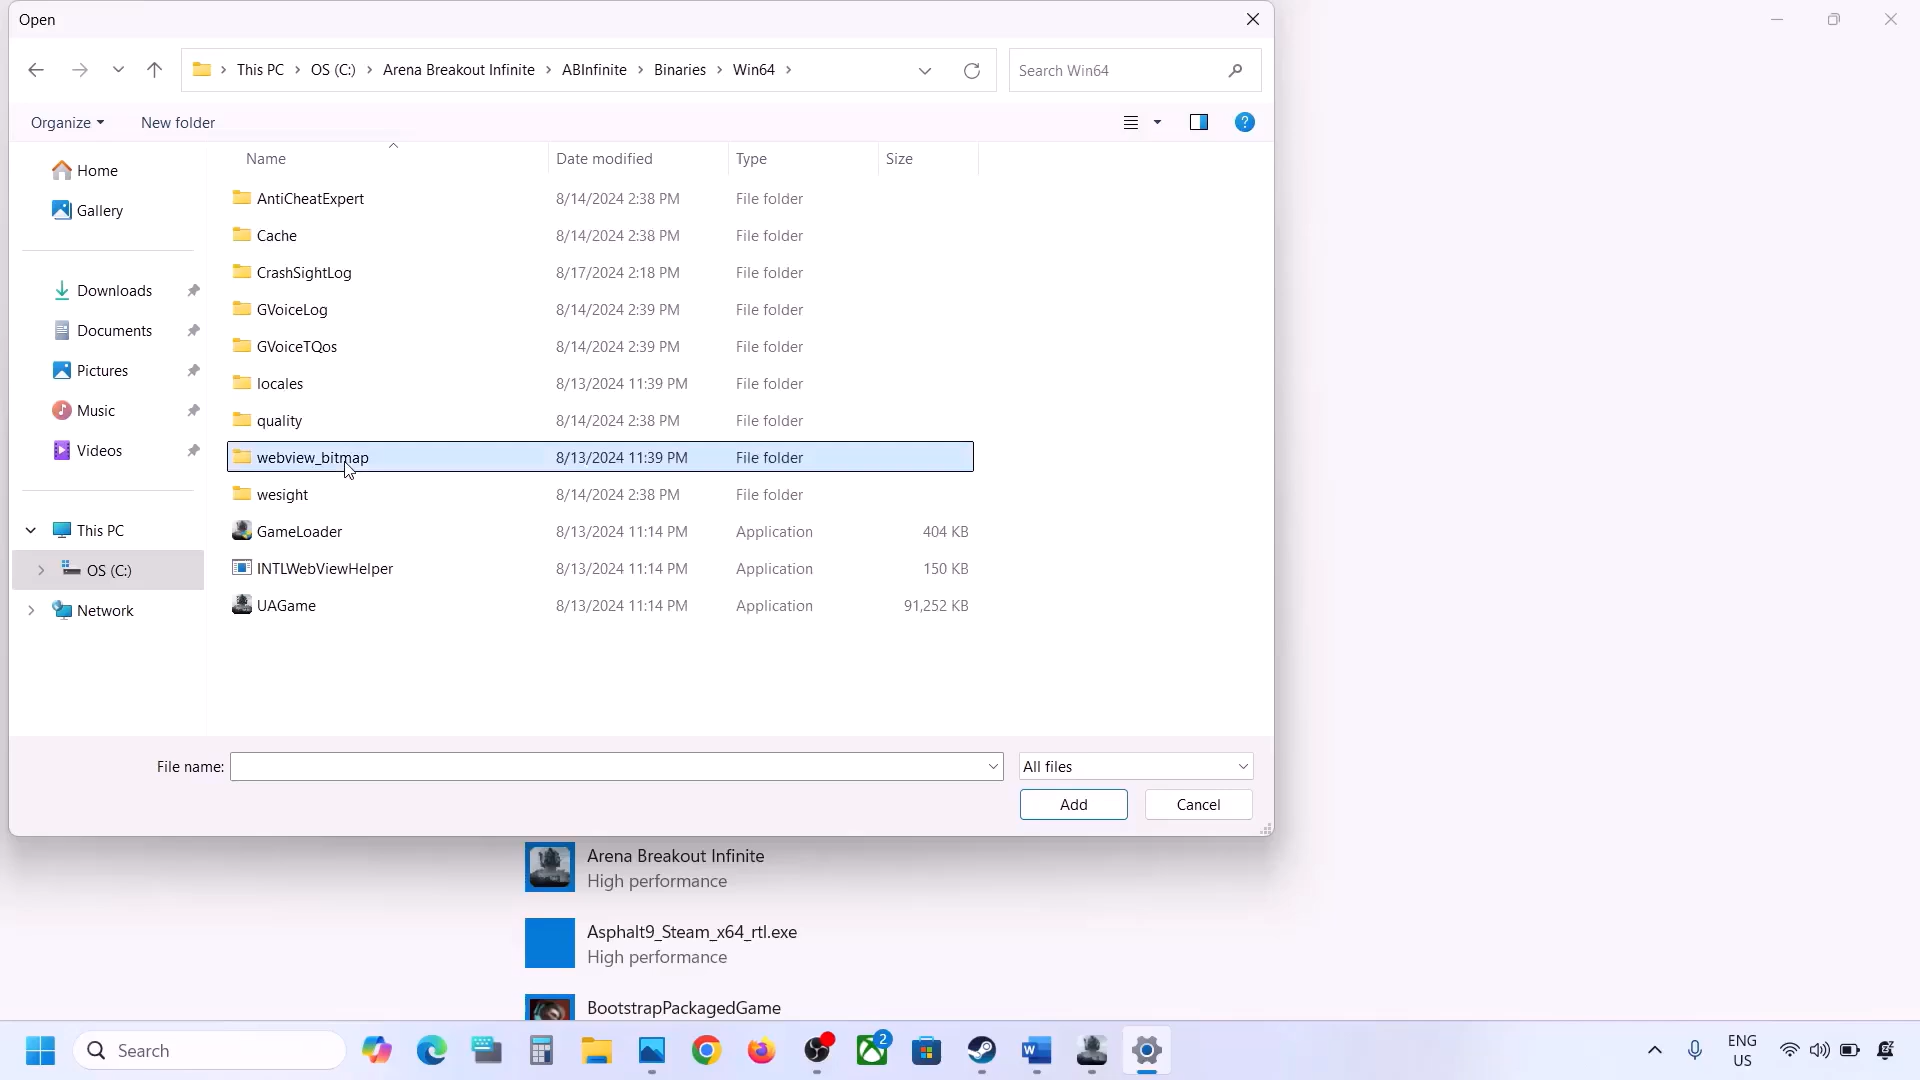 Open
This PC > OS (C:) > Arena Breakout Infinite > ABInfinite > Binaries > Win64 >
Search Win64
Organize
New folder
Name
Date modified
Type
Size
Home
Gallery
Downloads
Documents
Pictures
Music
Videos
This PC
OS (C:)
Network
AntiCheatExpert 8/14/2024 2:38 PM File folder
Cache 8/14/2024 2:38 PM File folder
CrashSightLog 8/17/2024 2:18 PM File folder
GVoiceLog 8/14/2024 2:39 PM File folder
GVoiceTQos 8/14/2024 2:39 PM File folder
locales 8/13/2024 11:39 PM File folder
quality 8/14/2024 2:38 PM File folder
webview_bitmap 8/13/2024 11:39 PM File folder
wesight 8/14/2024 2:38 PM File folder
GameLoader 8/13/2024 11:14 PM Application 404 KB
INTLWebViewHelper 8/13/2024 11:14 PM Application 150 KB
UAGame 8/13/2024 11:14 PM Application 91,252 KB
File name:
All files
Add
Cancel
Arena Breakout Infinite
High performance
Asphalt9_Steam_x64_rtl.exe
High performance
BootstrapPackagedGame
Search
2
ENG
US